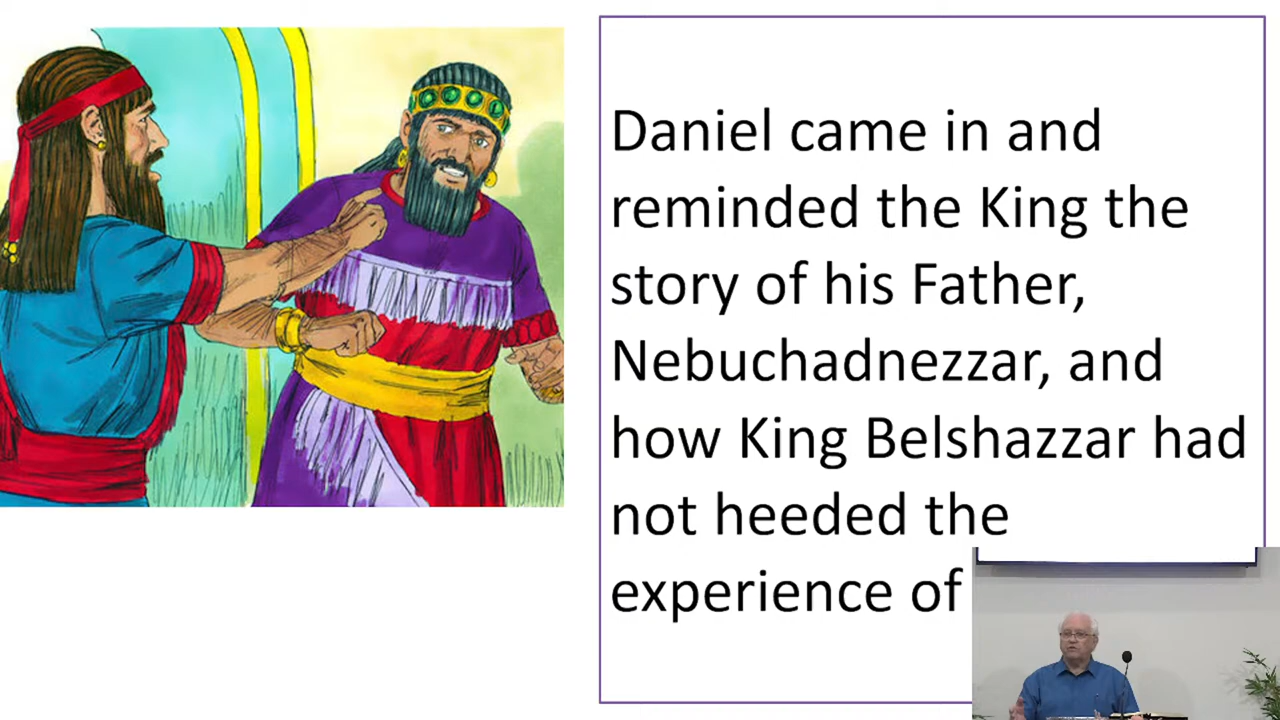 Daniel came in and
reminded the King the
story of his Father,
Nebuchadnezzar, and
how King Belshazzar had
not heeded the
experience of